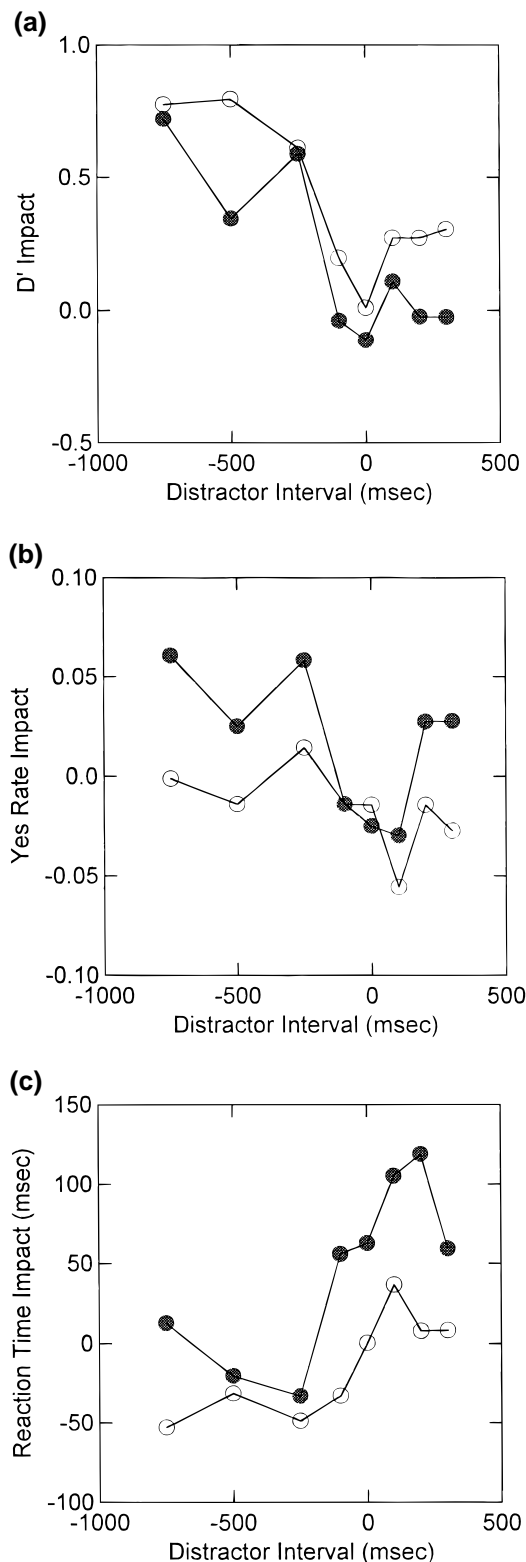 (a)
1.0
0.5
0.0
-0.5
D' Impact
-1000 -500 0 500
Distractor Interval (msec)
(b)
0.10
0.05
0.0
-0.05
-0.10
Yes Rate Impact
-1000 -500 0 500
Distractor Interval (msec)
(c)
150
100
50
0
-50
-100
Reaction Time Impact (msec)
-1000 -500 0 500
Distractor Interval (msec)